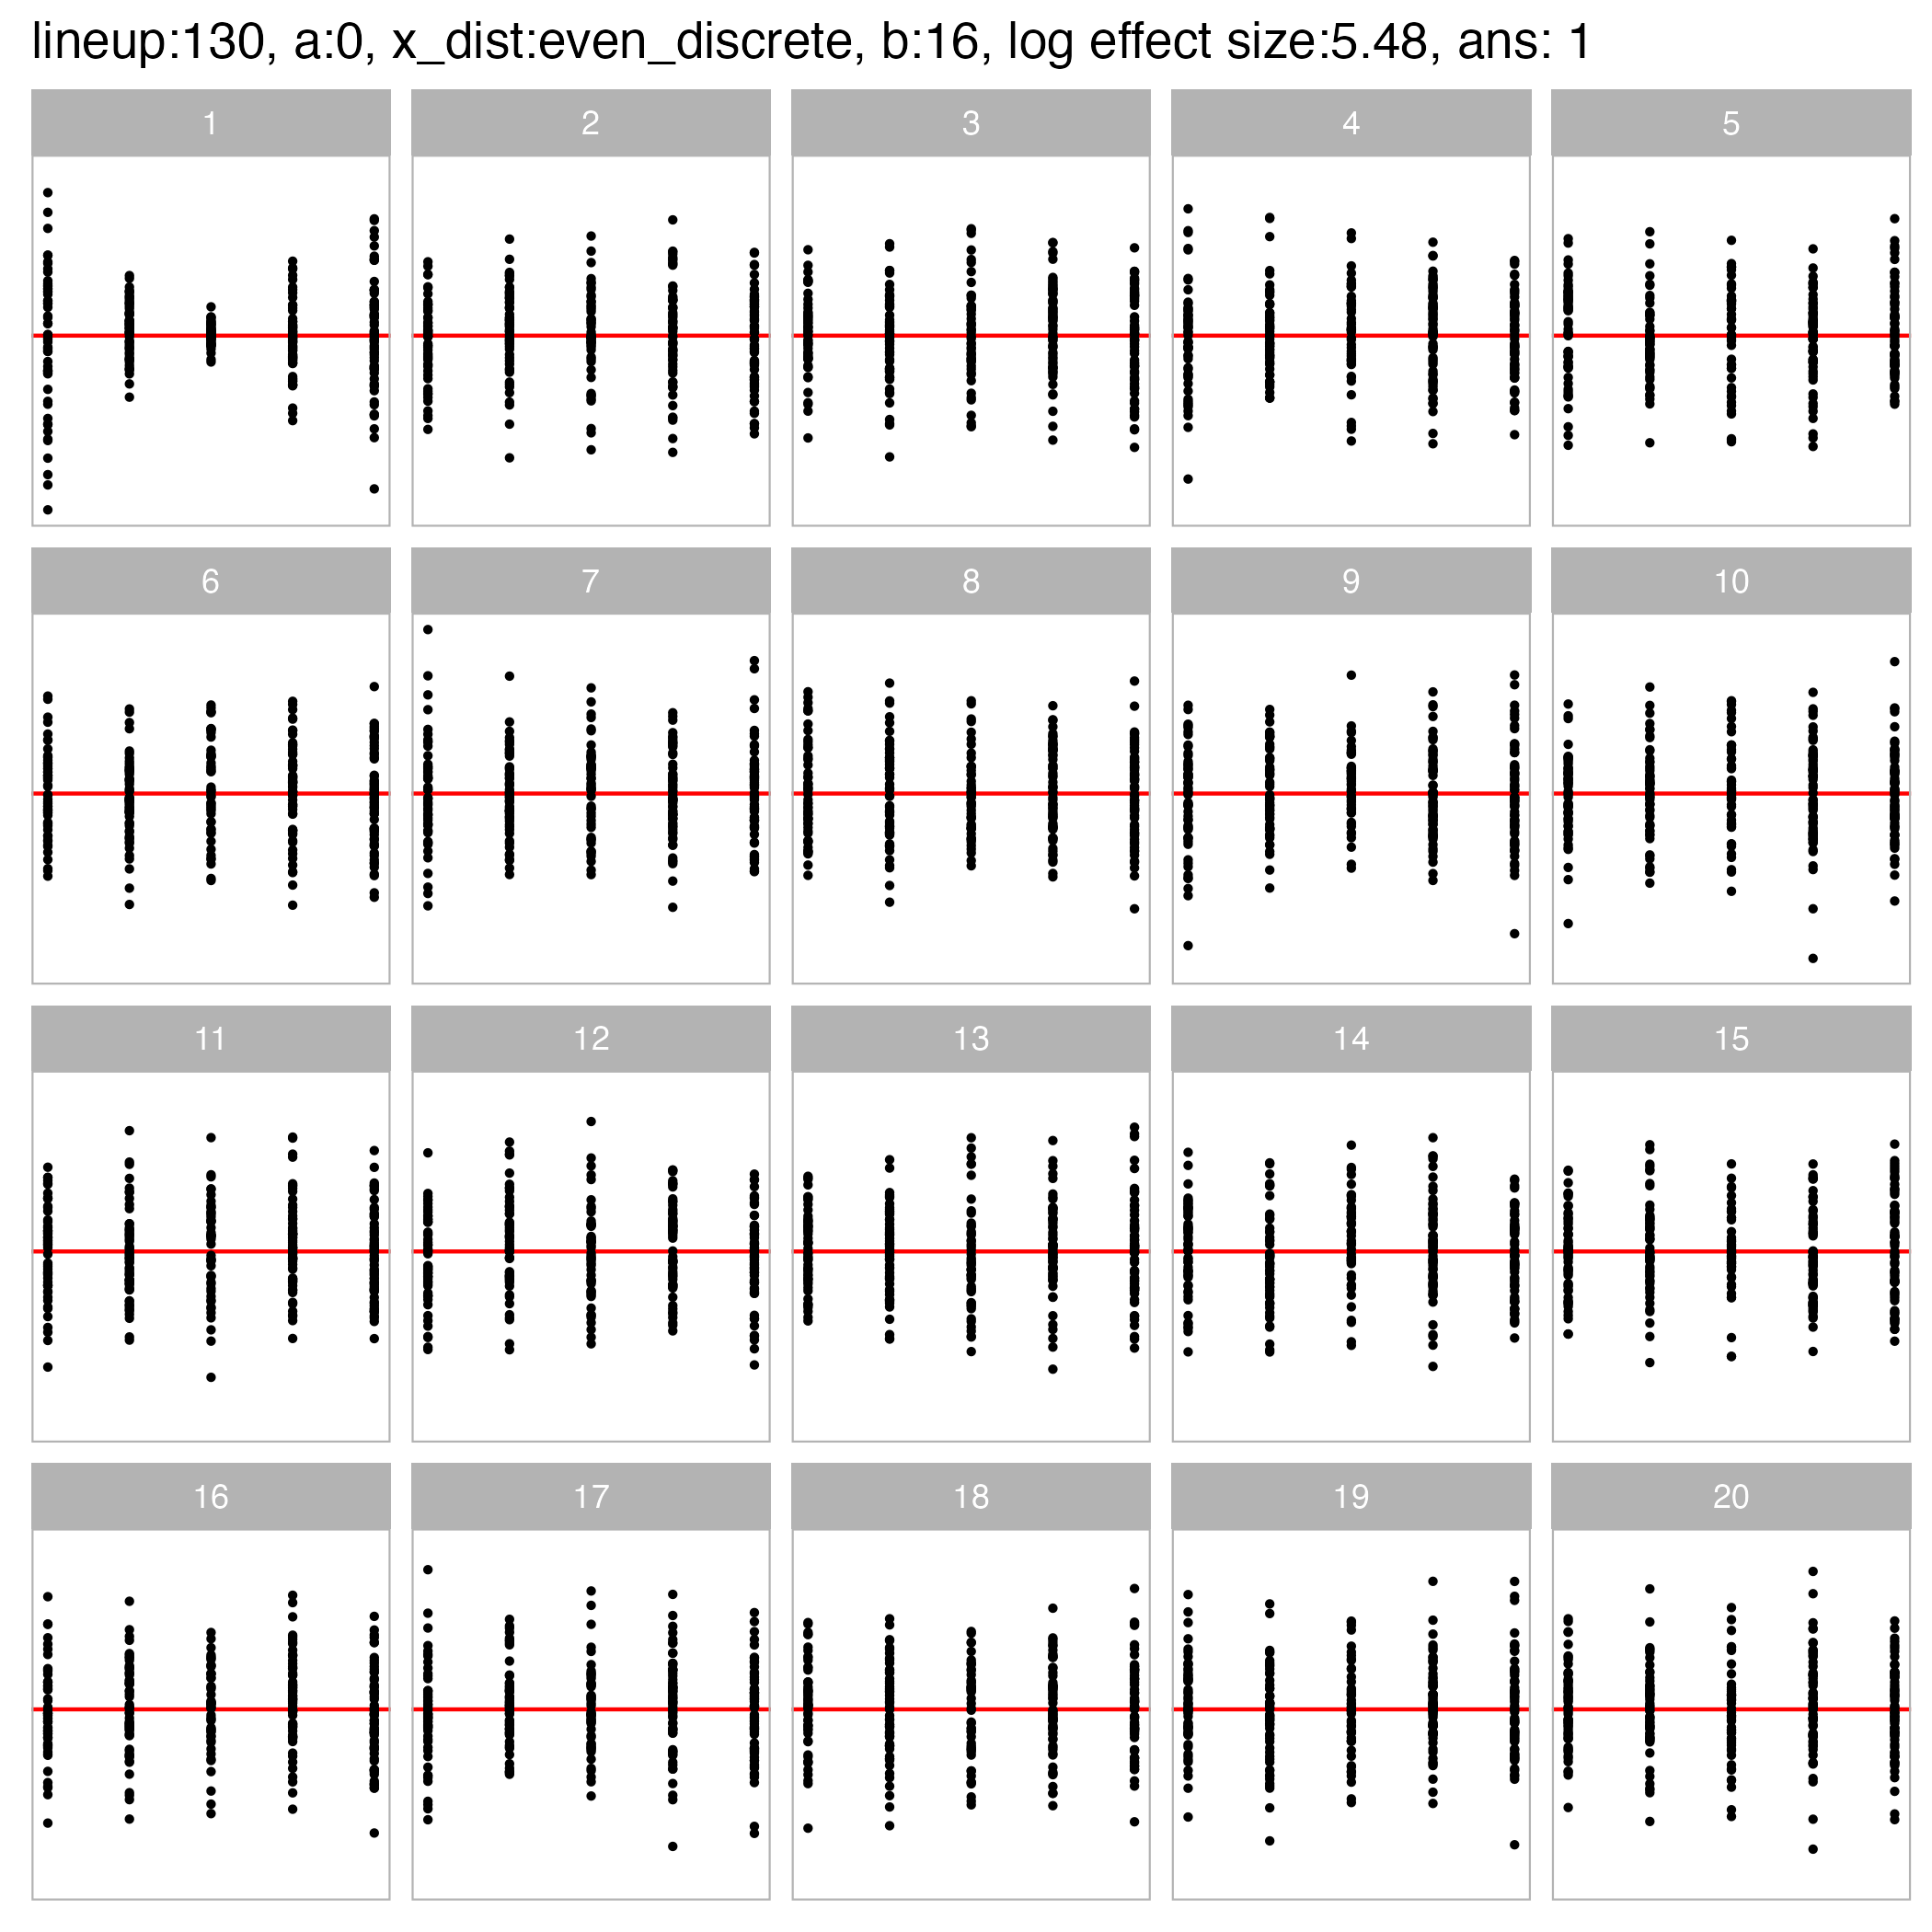 lineup:130, a:0, x_dist:even_discrete, b:16, log effect size:5.48, ans: 1
1 2 3 4 5
6 7 8 9 10
11 12 13 14 15
16 17 18 19 20